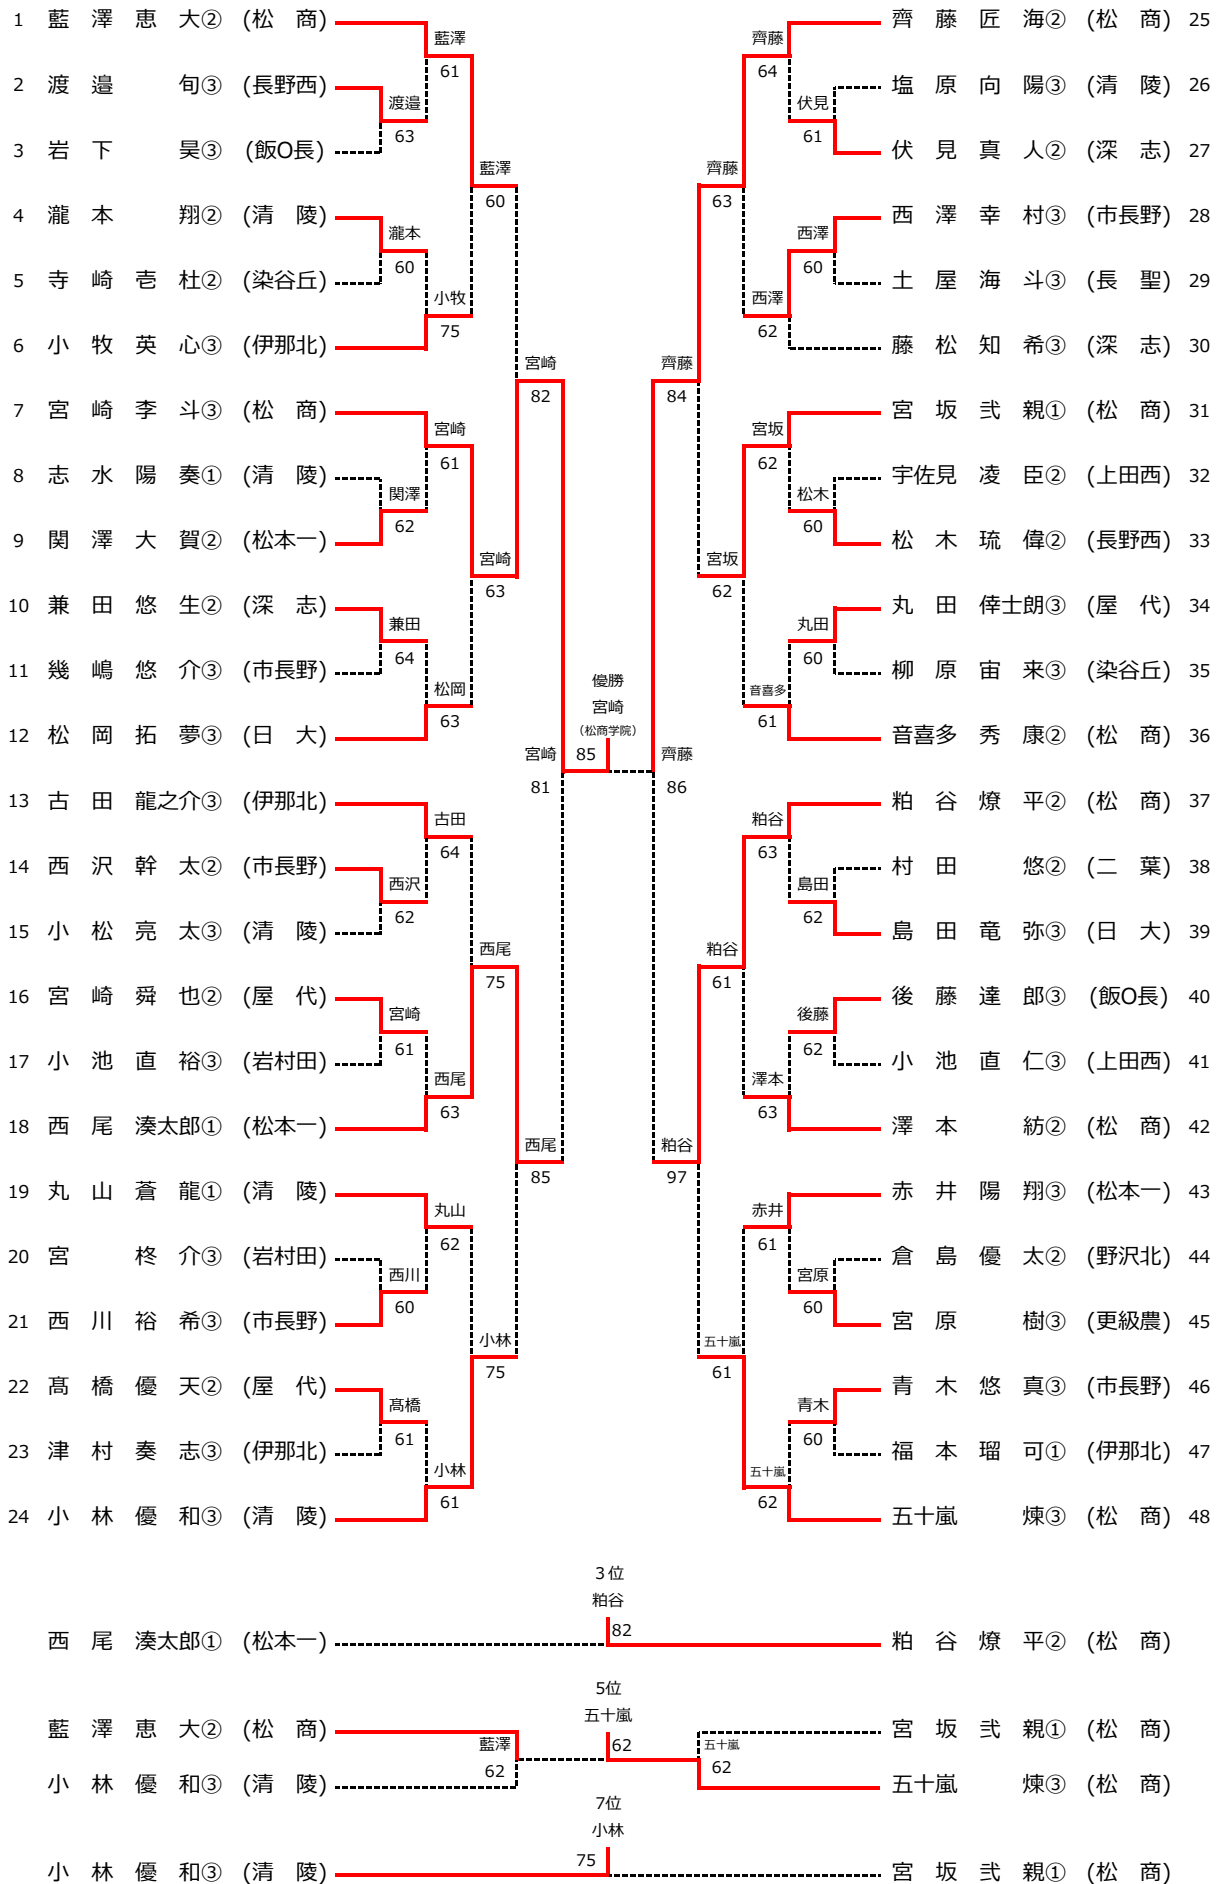 1 藍 澤 恵 大② (松 商)
2 渡 邉 旬③ (長野西)
3 岩 下 昊③ (飯O長)
4 瀧 本 翔② (清 陵)
5 寺 崎 壱 杜② (染谷丘)
6 小 牧 英 心③ (伊那北)
7 宮 崎 李 斗③ (松 商)
8 志 水 陽 奏① (清 陵)
9 関 澤 大 賀② (松本一)
10 兼 田 悠 生② (深 志)
11 幾 嶋 悠 介③ (市長野)
12 松 岡 拓 夢③ (日 大)
13 古 田 龍之介③ (伊那北)
14 西 沢 幹 太② (市長野)
15 小 松 亮 太③ (清 陵)
16 宮 崎 舜 也② (屋 代)
17 小 池 直 裕③ (岩村田)
18 西 尾 湊太郎① (松本一)
19 丸 山 蒼 龍① (清 陵)
20 宮 柊 介③ (岩村田)
21 西 川 裕 希③ (市長野)
22 髙 橋 優 天② (屋 代)
23 津 村 奏 志③ (伊那北)
24 小 林 優 和③ (清 陵)
渡邉
63
瀧本
60
関澤
62
兼田
64
西沢
62
宮崎
61
西川
60
髙橋
61
藍澤
61
小牧
75
宮崎
61
松岡
63
古田
64
西尾
63
丸山
62
小林
61
藍澤
60
宮崎
63
西尾
75
小林
75
宮崎
82
西尾
85
宮崎
81
優勝
宮崎
(松商学院)
85
齊藤
86
齊藤
84
粕谷
97
齊藤
63
宮坂
62
粕谷
61
五十嵐
61
齊藤
64
西澤
62
宮坂
62
音喜多
61
粕谷
63
澤本
63
赤井
61
五十嵐
62
伏見
61
西澤
60
松木
60
丸田
60
島田
62
後藤
62
宮原
60
青木
60
齊 藤 匠 海② (松 商) 25
塩 原 向 陽③ (清 陵) 26
伏 見 真 人② (深 志) 27
西 澤 幸 村③ (市長野) 28
土 屋 海 斗③ (長 聖) 29
藤 松 知 希③ (深 志) 30
宮 坂 弐 親① (松 商) 31
宇佐見 凌 臣② (上田西) 32
松 木 琉 偉② (長野西) 33
丸 田 倖士朗③ (屋 代) 34
柳 原 宙 来③ (染谷丘) 35
音喜多 秀 康② (松 商) 36
粕 谷 燎 平② (松 商) 37
村 田 悠② (二 葉) 38
島 田 竜 弥③ (日 大) 39
後 藤 達 郎③ (飯O長) 40
小 池 直 仁③ (上田西) 41
澤 本 紡② (松 商) 42
赤 井 陽 翔③ (松本一) 43
倉 島 優 太② (野沢北) 44
宮 原 樹③ (更級農) 45
青 木 悠 真③ (市長野) 46
福 本 瑠 可① (伊那北) 47
五十嵐 煉③ (松 商) 48
3位
粕谷
82
西 尾 湊太郎① (松本一)
粕 谷 燎 平② (松 商)
5位
五十嵐
62
藍 澤 恵 大② (松 商)
小 林 優 和③ (清 陵)
藍澤
62
五十嵐
62
宮 坂 弐 親① (松 商)
五十嵐 煉③ (松 商)
7位
小林
75
小 林 優 和③ (清 陵)
宮 坂 弐 親① (松 商)